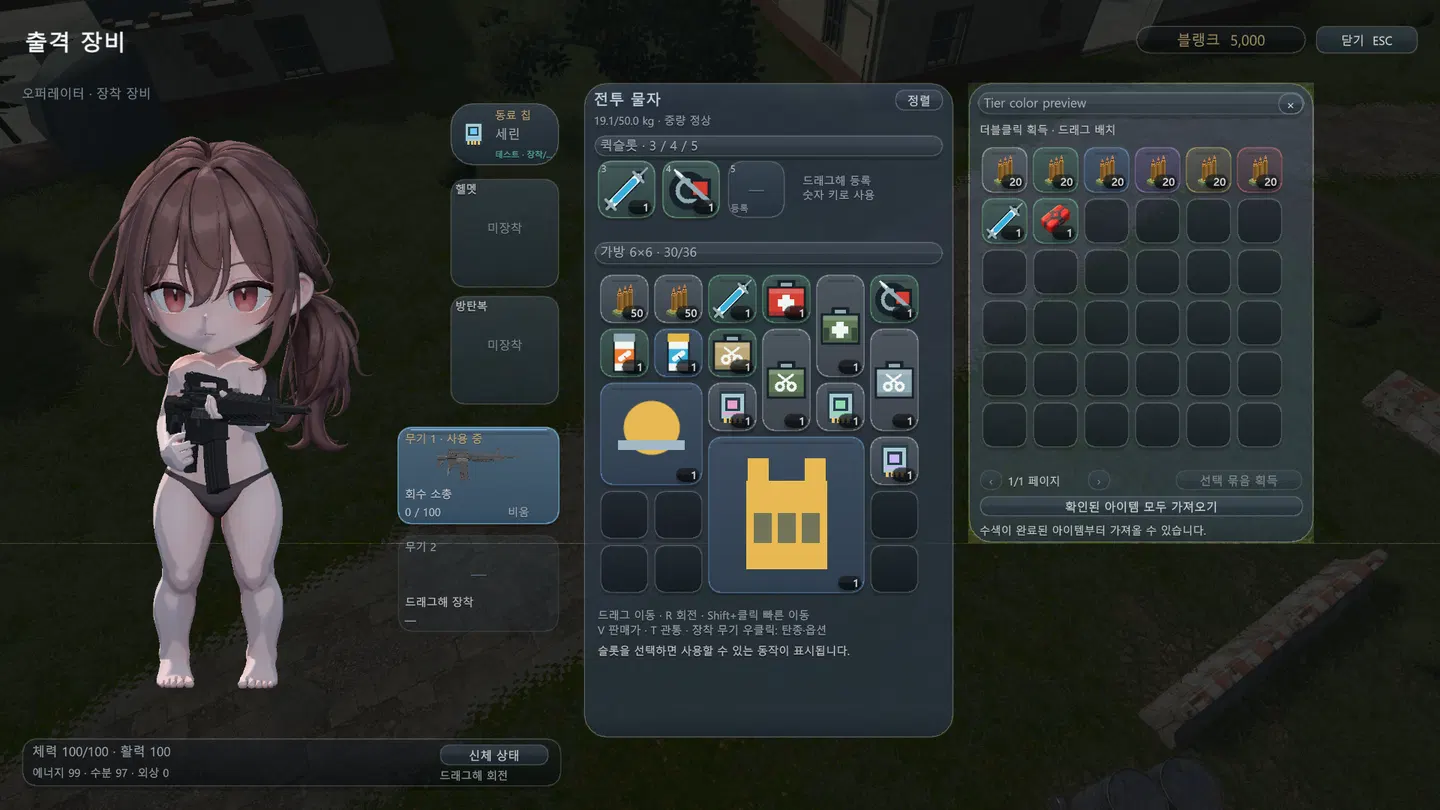 출격 장비
블랭크 5,000
닫기 ESC
오퍼레이터 · 장착 장비
동료 칩
세린
테스트 · 장착/...
헬멧
미장착
방탄복
미장착
무기 1 · 사용 중
회수 소총
0 / 100 비움
무기 2
—
드래그해 장착
—
체력 100/100 · 활력 100
에너지 99 · 수분 97 · 외상 0
신체 상태
드래그해 회전
전투 물자
정렬
19.1/50.0 kg · 중량 정상
퀵슬롯 · 3 / 4 / 5
3 1
4 1
5 — 등록
드래그해 등록
숫자 키로 사용
가방 6×6 · 30/36
50 50 1 1 1
1 1 1 1
1 1 1 1
1 1
1
드래그 이동 · R 회전 · Shift+클릭 빠른 이동
V 판매가 · T 관통 · 장착 무기 우클릭: 탄종·옵션
슬롯을 선택하면 사용할 수 있는 동작이 표시됩니다.
Tier color preview
×
더블클릭 획득 · 드래그 배치
20 20 20 20 20 20
1 1
‹ 1/1 페이지 ›
선택 묶음 획득
확인된 아이템 모두 가져오기
수색이 완료된 아이템부터 가져올 수 있습니다.